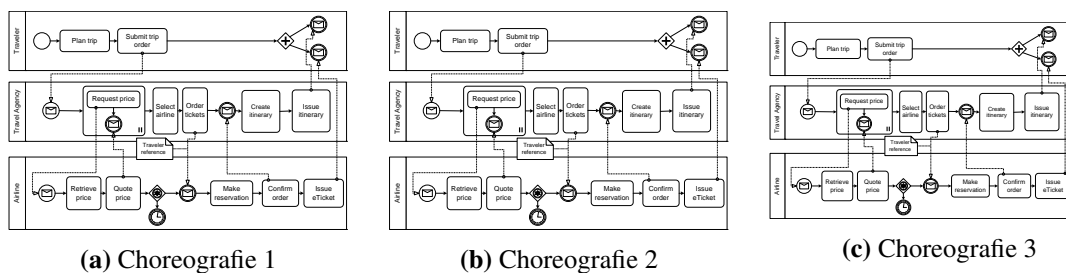 Traveler
Plan trip
Submit trip
order
Travel Agency
Request price
Select
airline
Order
tickets
Create
itinerary
Issue
itinerary
Traveler
reference
Airline
Retrieve
price
Quote
price
Make
reservation
Confirm
order
Issue
eTicket
(a) Choreografie 1
Traveler
Plan trip
Submit trip
order
Travel Agency
Request price
Select
airline
Order
tickets
Create
itinerary
Issue
itinerary
Traveler
reference
Airline
Retrieve
price
Quote
price
Make
reservation
Confirm
order
Issue
eTicket
(b) Choreografie 2
Traveler
Plan trip
Submit trip
order
Travel Agency
Request price
Select
airline
Order
tickets
Create
itinerary
Issue
itinerary
Traveler
reference
Airline
Retrieve
price
Quote
price
Make
reservation
Confirm
order
Issue
eTicket
(c) Choreografie 3